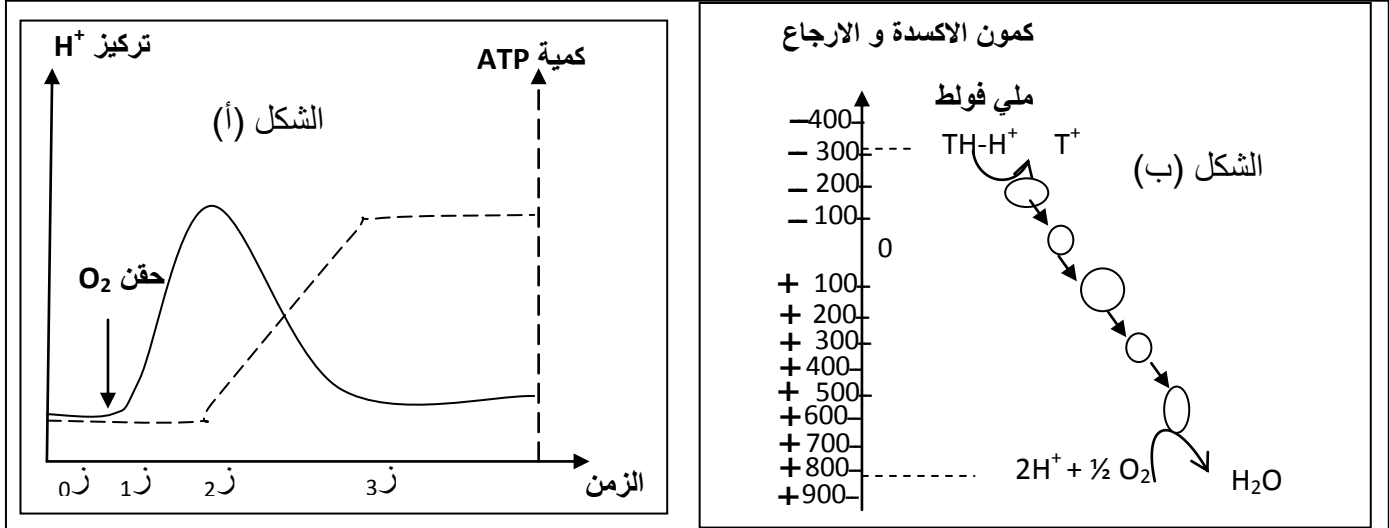 تركيز H⁺
كمية ATP
الشكل (أ)
حقن O₂
ز0 ز1 ز2 ز3
الزمن
كمون الاكسدة و الارجاع
ملي فولط
−400
− 300
− 200
− 100
0
+ 100
+ 200
+ 300
+400
+ 500
+600
+700
+800
+900
TH-H⁺ T⁺
الشكل (ب)
2H⁺ + ½ O₂
H₂O